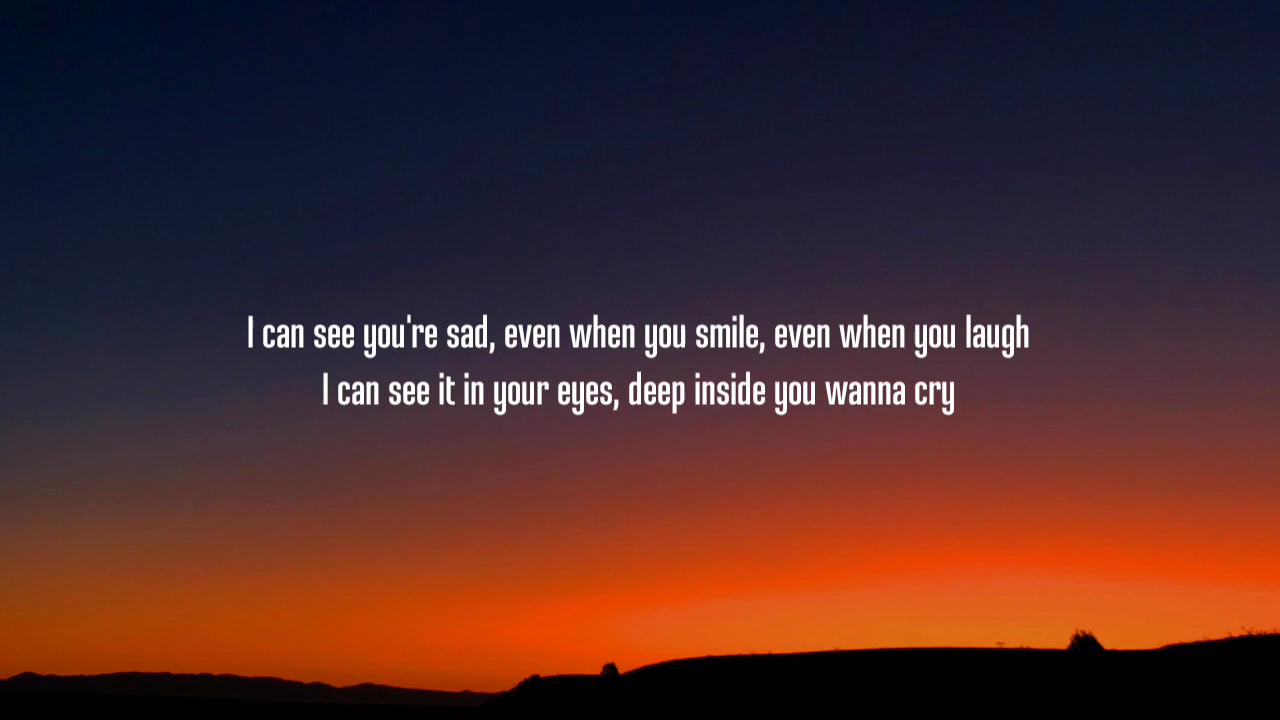 I can see you're sad, even when you smile, even when you laugh
I can see it in your eyes, deep inside you wanna cry